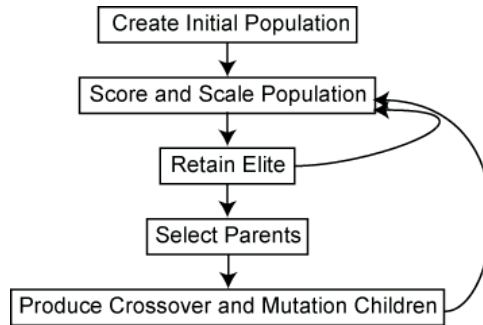 Create Initial Population
Score and Scale Population
Retain Elite
Select Parents
Produce Crossover and Mutation Children